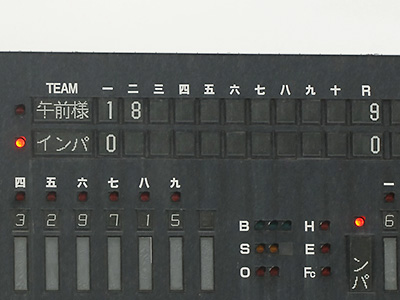 TEAM 一 二 三 四 五 六 七 八 九 十 R
午前様 1 8 9
インパ 0 0
四 五 六 七 八 九 一
3 2 9 7 1 5 6
B H
S E
O Fc
ンパ